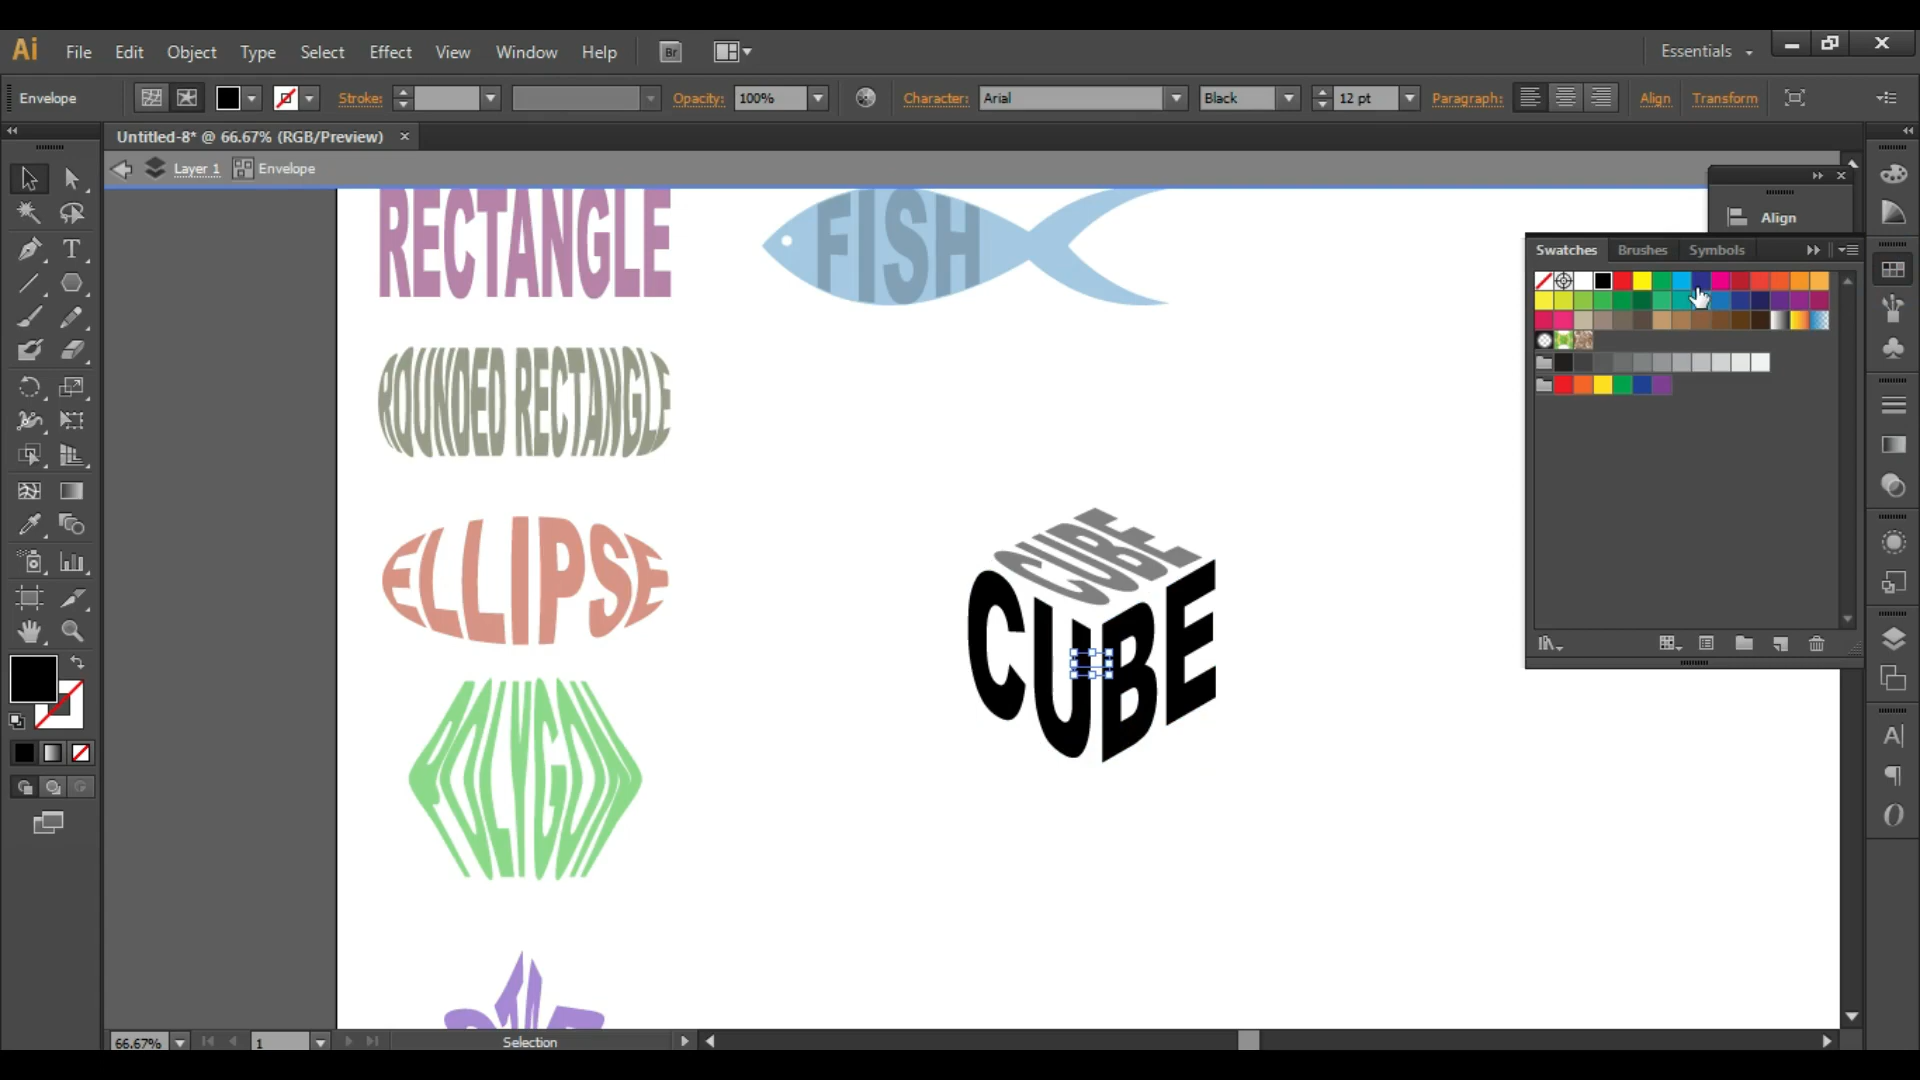 Ai File Edit Object Type Select Effect View Window Help Br Essentials
Envelope Stroke: Opacity: 100% Character: Arial Black 12 pt Paragraph: Align Transform
Untitled-8* @ 66.67% (RGB/Preview)
Layer 1 Envelope
RECTANGLE
FISH
Align
Swatches Brushes Symbols
ROUNDED RECTANGLE
ELLIPSE
CUBE
CUBE
POLYGON
66.67% 1 Selection